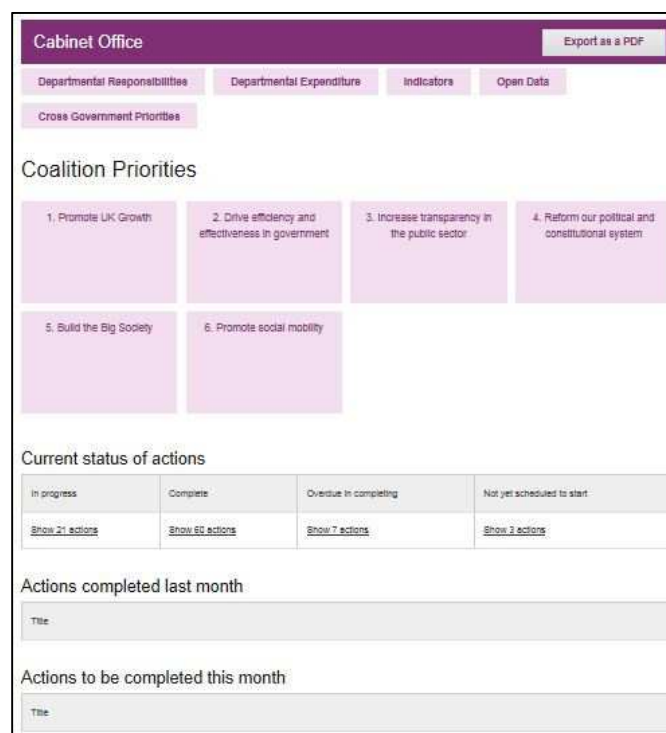 Cabinet Office
Export as a PDF
Departmental Responsibilities
Departmental Expenditure
Indicators
Open Data
Cross Government Priorities
Coalition Priorities
1. Promote UK Growth
2. Drive efficiency and
effectiveness in government
3. Increase transparency in
the public sector
4. Reform our political and
constitutional system
5. Build the Big Society
6. Promote social mobility
Current status of actions
In progress
Complete
Overdue in completing
Not yet scheduled to start
Show 21 actions
Show 60 actions
Show 7 actions
Show 3 actions
Actions completed last month
Title
Actions to be completed this month
Title